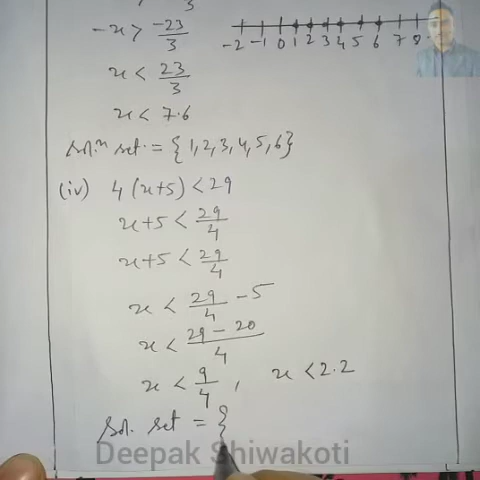 -x > -23/3
-2 -1 0 1 2 3 4 5 6 7 8
x < 23/3
x < 7.6
Sol.ⁿ set. = {1,2,3,4,5,6}
(iv) 4(x+5) < 29
x+5 < 29/4
x+5 < 29/4
x < 29/4 - 5
x < (29 - 20)/4
x < 9/4 , x < 2.2
Sol. set = {
Deepak Shiwakoti